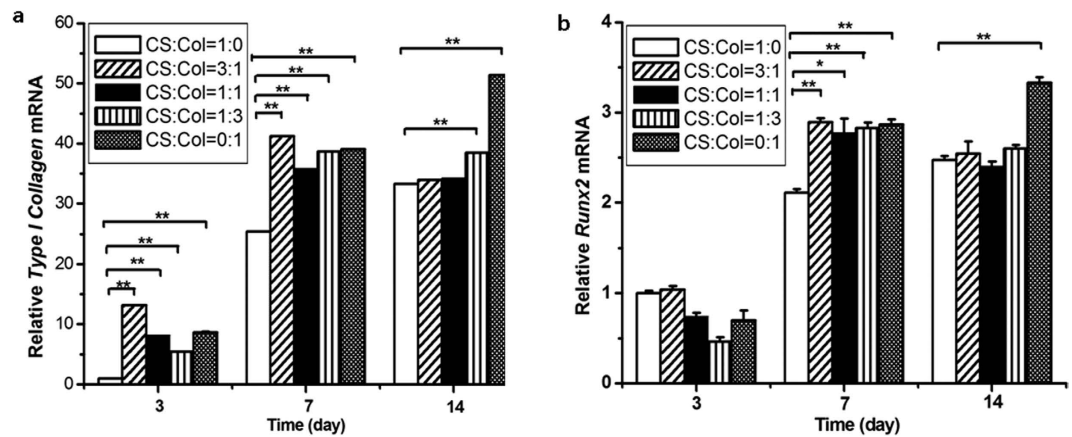 a
60
50
40
30
20
10
0
Relative Type I Collagen mRNA
CS:Col=1:0
CS:Col=3:1
CS:Col=1:1
CS:Col=1:3
CS:Col=0:1
**
**
**
**
**
**
**
**
**
**
3
7
14
Time (day)
b
4
3
2
1
0
Relative Runx2 mRNA
CS:Col=1:0
CS:Col=3:1
CS:Col=1:1
CS:Col=1:3
CS:Col=0:1
**
**
*
**
**
3
7
14
Time (day)